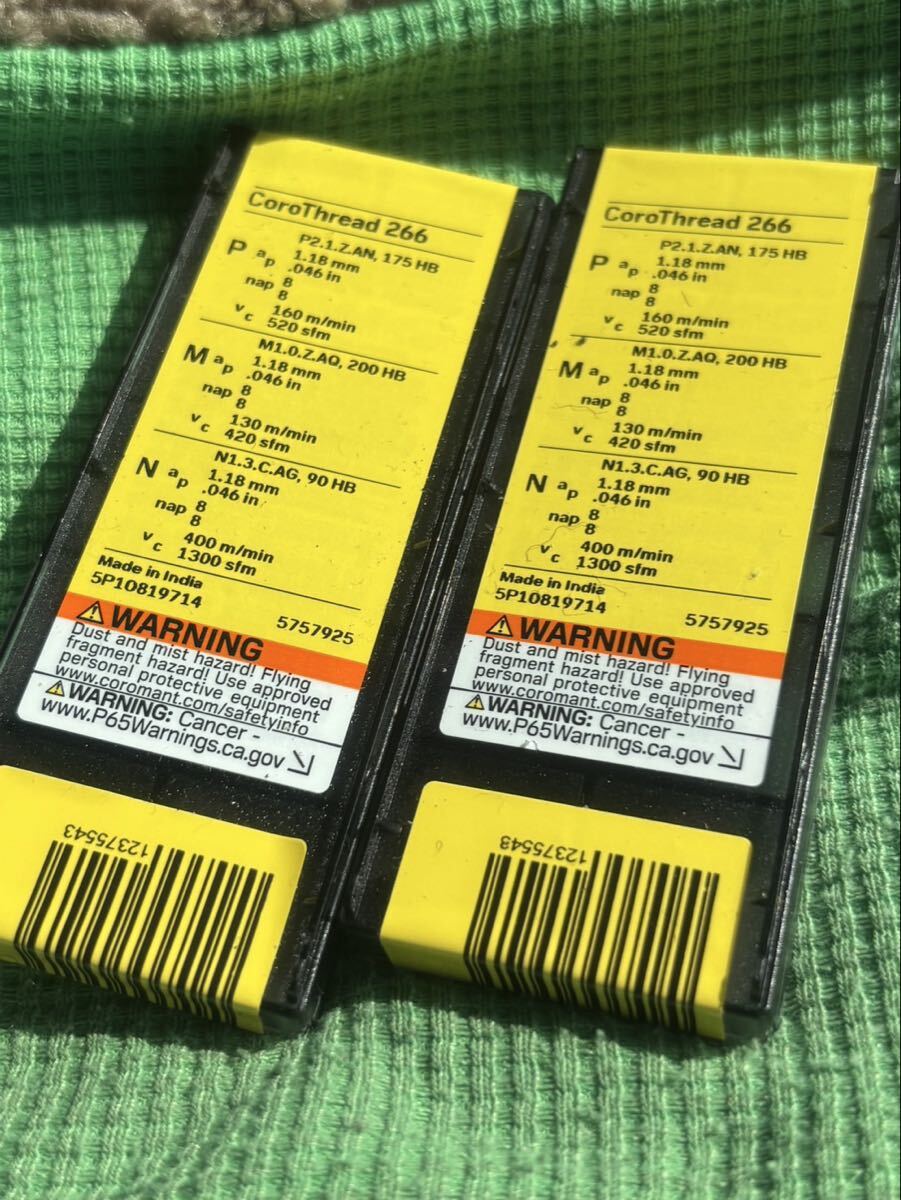 CoroThread 266
P2.1.Z.AN, 175 HB
P ap 1.18 mm
.046 in
nap 8
8
vc 160 m/min
520 sfm
M1.0.Z.AQ, 200 HB
M ap 1.18 mm
.046 in
nap 8
8
vc 130 m/min
420 sfm
N1.3.C.AG, 90 HB
N ap 1.18 mm
.046 in
nap 8
8
vc 400 m/min
1300 sfm
Made in India
5P10819714
5757925
⚠WARNING
Dust and mist hazard! Flying
fragment hazard! Use approved
personal protective equipment
www.coromant.com/safetyinfo
⚠WARNING: Cancer -
www.P65Warnings.ca.gov
12375543
CoroThread 266
P2.1.Z.AN, 175 HB
P ap 1.18 mm
.046 in
nap 8
8
vc 160 m/min
520 sfm
M1.0.Z.AQ, 200 HB
M ap 1.18 mm
.046 in
nap 8
8
vc 130 m/min
420 sfm
N1.3.C.AG, 90 HB
N ap 1.18 mm
.046 in
nap 8
8
vc 400 m/min
1300 sfm
Made in India
5P10819714
5757925
⚠WARNING
Dust and mist hazard! Flying
fragment hazard! Use approved
personal protective equipment
www.coromant.com/safetyinfo
⚠WARNING: Cancer -
www.P65Warnings.ca.gov
12375548